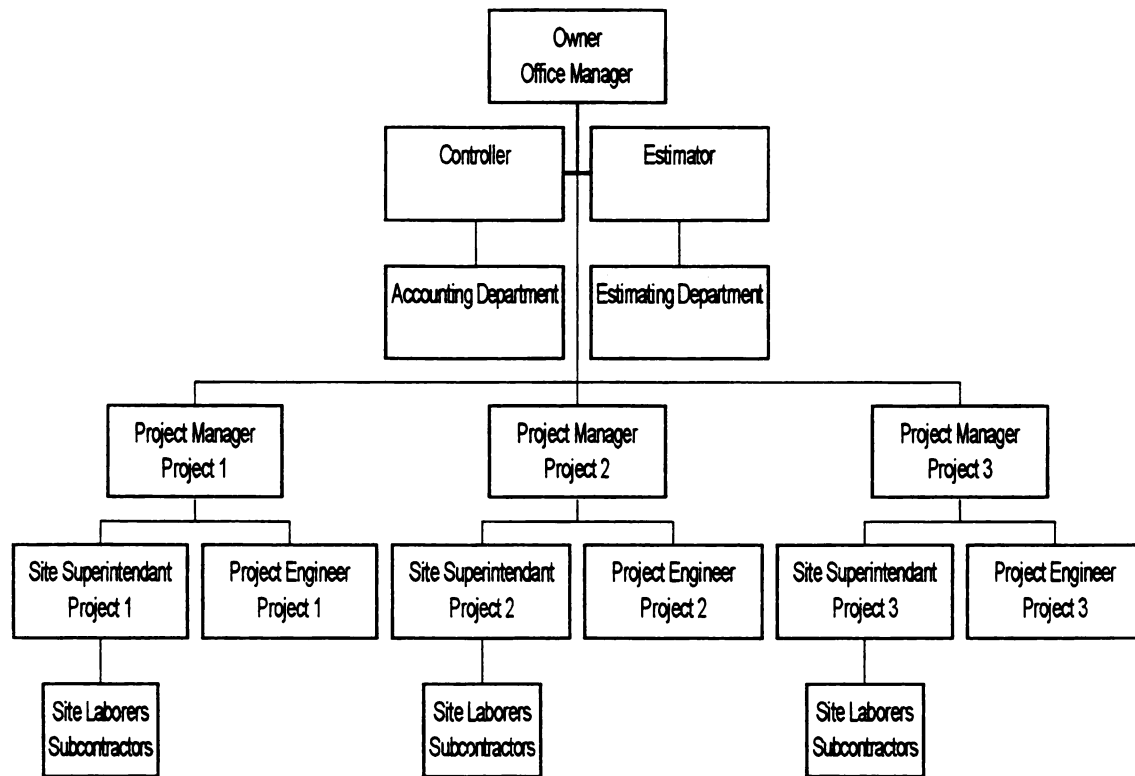 Owner
Office Manager
Controller
Estimator
Accounting Department
Estimating Department
Project Manager
Project 1
Project Manager
Project 2
Project Manager
Project 3
Site Superintendant
Project 1
Project Engineer
Project 1
Site Superintendant
Project 2
Project Engineer
Project 2
Site Superintendant
Project 3
Project Engineer
Project 3
Site Laborers
Subcontractors
Site Laborers
Subcontractors
Site Laborers
Subcontractors